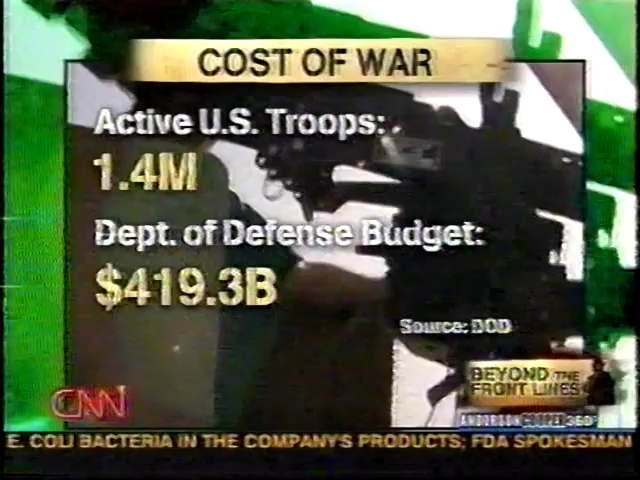 COST OF WAR
Active U.S. Troops:
1.4M
Dept. of Defense Budget:
$419.3B
Source: DOD
BEYOND THE
FRONT LINES
CNN
ANDERSON COOPER 360°
E. COLI BACTERIA IN THE COMPANY'S PRODUCTS; FDA SPOKESMAN